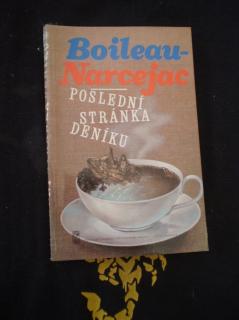 Boileau-
Narcejac
POSLEDNÍ
STRÁNKA
DENÍKU